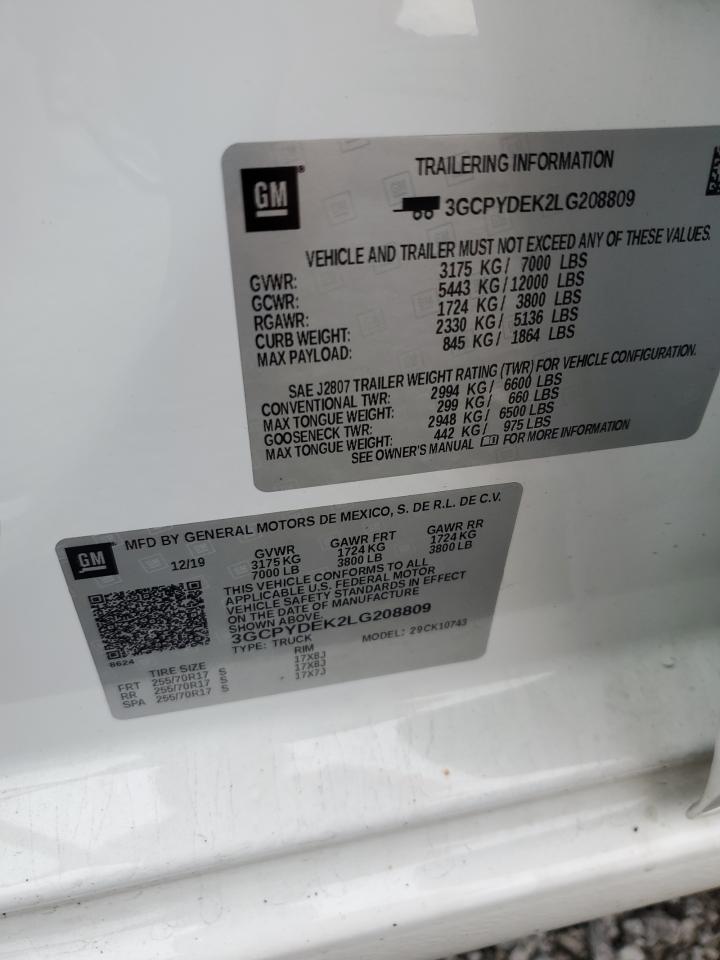 GM
TRAILERING INFORMATION
3GCPYDEK2LG208809
VEHICLE AND TRAILER MUST NOT EXCEED ANY OF THESE VALUES.
GVWR: 3175 KG/ 7000 LBS
GCWR: 5443 KG/12000 LBS
RGAWR: 1724 KG/ 3800 LBS
CURB WEIGHT: 2330 KG/ 5136 LBS
MAX PAYLOAD: 845 KG/ 1864 LBS
SAE J2807 TRAILER WEIGHT RATING (TWR) FOR VEHICLE CONFIGURATION.
CONVENTIONAL TWR: 2994 KG/ 6600 LBS
MAX TONGUE WEIGHT: 299 KG/ 660 LBS
GOOSENECK TWR: 2948 KG/ 6500 LBS
MAX TONGUE WEIGHT: 442 KG/ 975 LBS
SEE OWNER'S MANUAL FOR MORE INFORMATION
GM
MFD BY GENERAL MOTORS DE MEXICO, S. DE R.L. DE C.V.
12/19 GVWR GAWR FRT GAWR RR
3175 KG 1724 KG 1724 KG
7000 LB 3800 LB 3800 LB
THIS VEHICLE CONFORMS TO ALL
APPLICABLE U.S. FEDERAL MOTOR
VEHICLE SAFETY STANDARDS IN EFFECT
ON THE DATE OF MANUFACTURE
SHOWN ABOVE.
3GCPYDEK2LG208809
8624 TYPE: TRUCK MODEL: 29CK10743
TIRE SIZE RIM
FRT 255/70R17 S 17X8J
RR 255/70R17 S 17X8J
SPA 255/70R17 S 17X7J